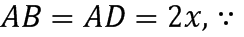 AB = AD = 2x, ∵